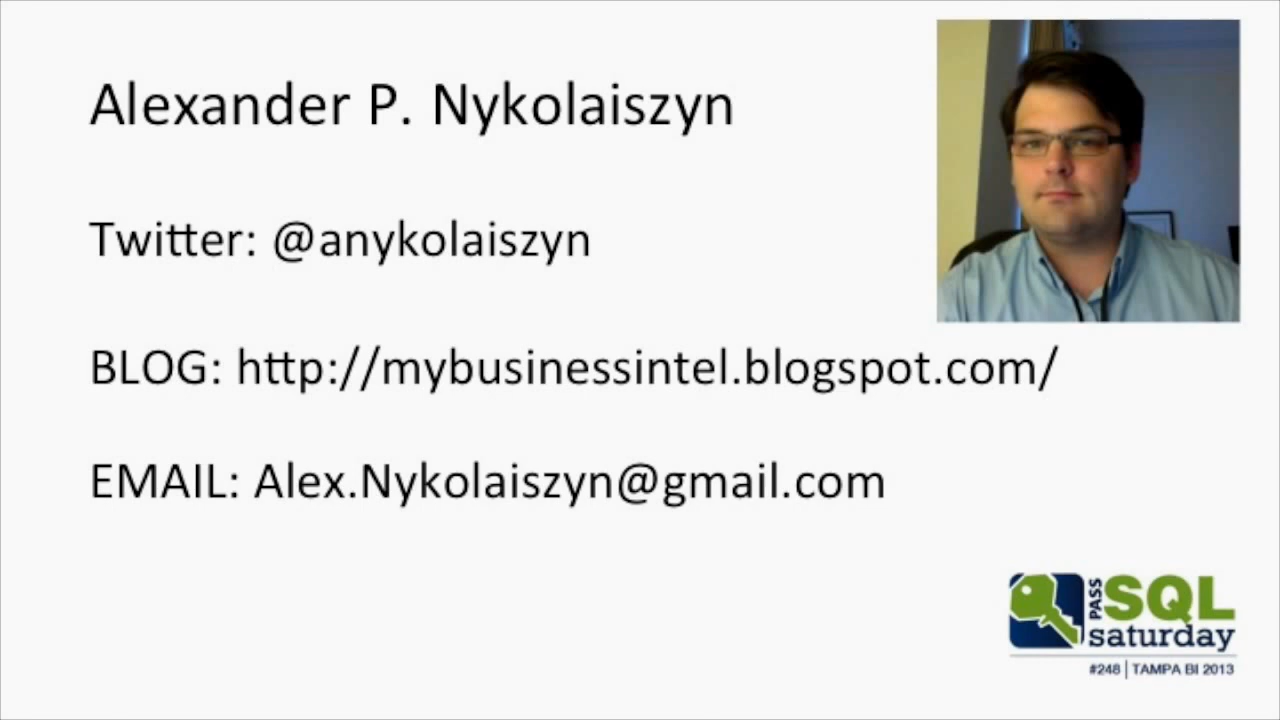 Alexander P. Nykolaiszyn
Twitter: @anykolaiszyn
BLOG: http://mybusinessintel.blogspot.com/
EMAIL: Alex.Nykolaiszyn@gmail.com
PASS SQL
saturday
#248 | TAMPA BI 2013